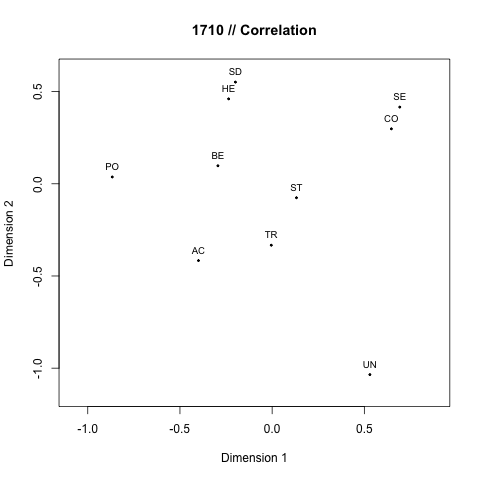 1710 // Correlation
SD
HE
SE
CO
PO
BE
ST
TR
AC
UN
0.5
0.0
-0.5
-1.0
Dimension 2
-1.0 -0.5 0.0 0.5
Dimension 1